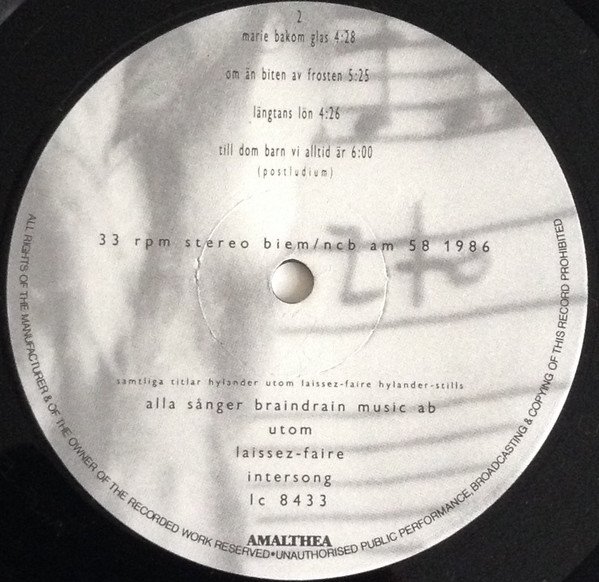 2
marie bakom glas 4:28
om än biten av frosten 5:25
längtans lön 4:26
till dom barn vi alltid är 6:00
(postludium)
33 rpm stereo biem/ncb am 58 1986
samtliga titlar hylander utom laissez-faire hylander-stills
alla sånger braindrain music ab
utom
laissez-faire
intersong
lc 8433
AMALTHEA
ALL RIGHTS OF THE MANUFACTURER & OF THE OWNER OF THE RECORDED WORK RESERVED•UNAUTHORISED PUBLIC PERFORMANCE, BROADCASTING & COPYING OF THIS RECORD PROHIBITED